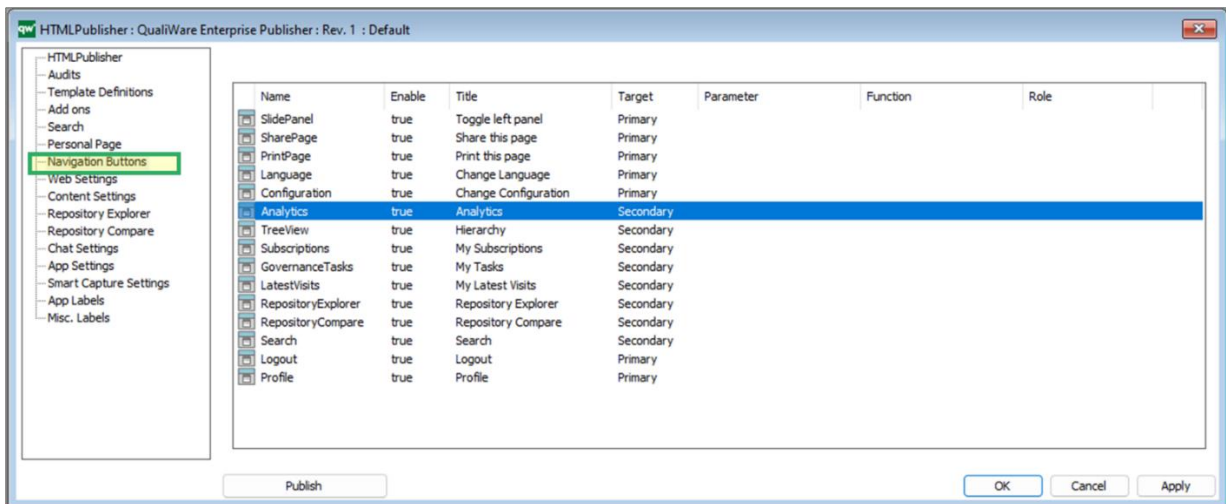 qw HTMLPublisher : QualiWare Enterprise Publisher : Rev. 1 : Default
HTMLPublisher
Audits
Template Definitions
Add ons
Search
Personal Page
Navigation Buttons
Web Settings
Content Settings
Repository Explorer
Repository Compare
Chat Settings
App Settings
Smart Capture Settings
App Labels
Misc. Labels
Name Enable Title Target Parameter Function Role
SlidePanel true Toggle left panel Primary
SharePage true Share this page Primary
PrintPage true Print this page Primary
Language true Change Language Primary
Configuration true Change Configuration Primary
Analytics true Analytics Secondary
TreeView true Hierarchy Secondary
Subscriptions true My Subscriptions Secondary
GovernanceTasks true My Tasks Secondary
LatestVisits true My Latest Visits Secondary
RepositoryExplorer true Repository Explorer Secondary
RepositoryCompare true Repository Compare Secondary
Search true Search Secondary
Logout true Logout Primary
Profile true Profile Primary
Publish OK Cancel Apply